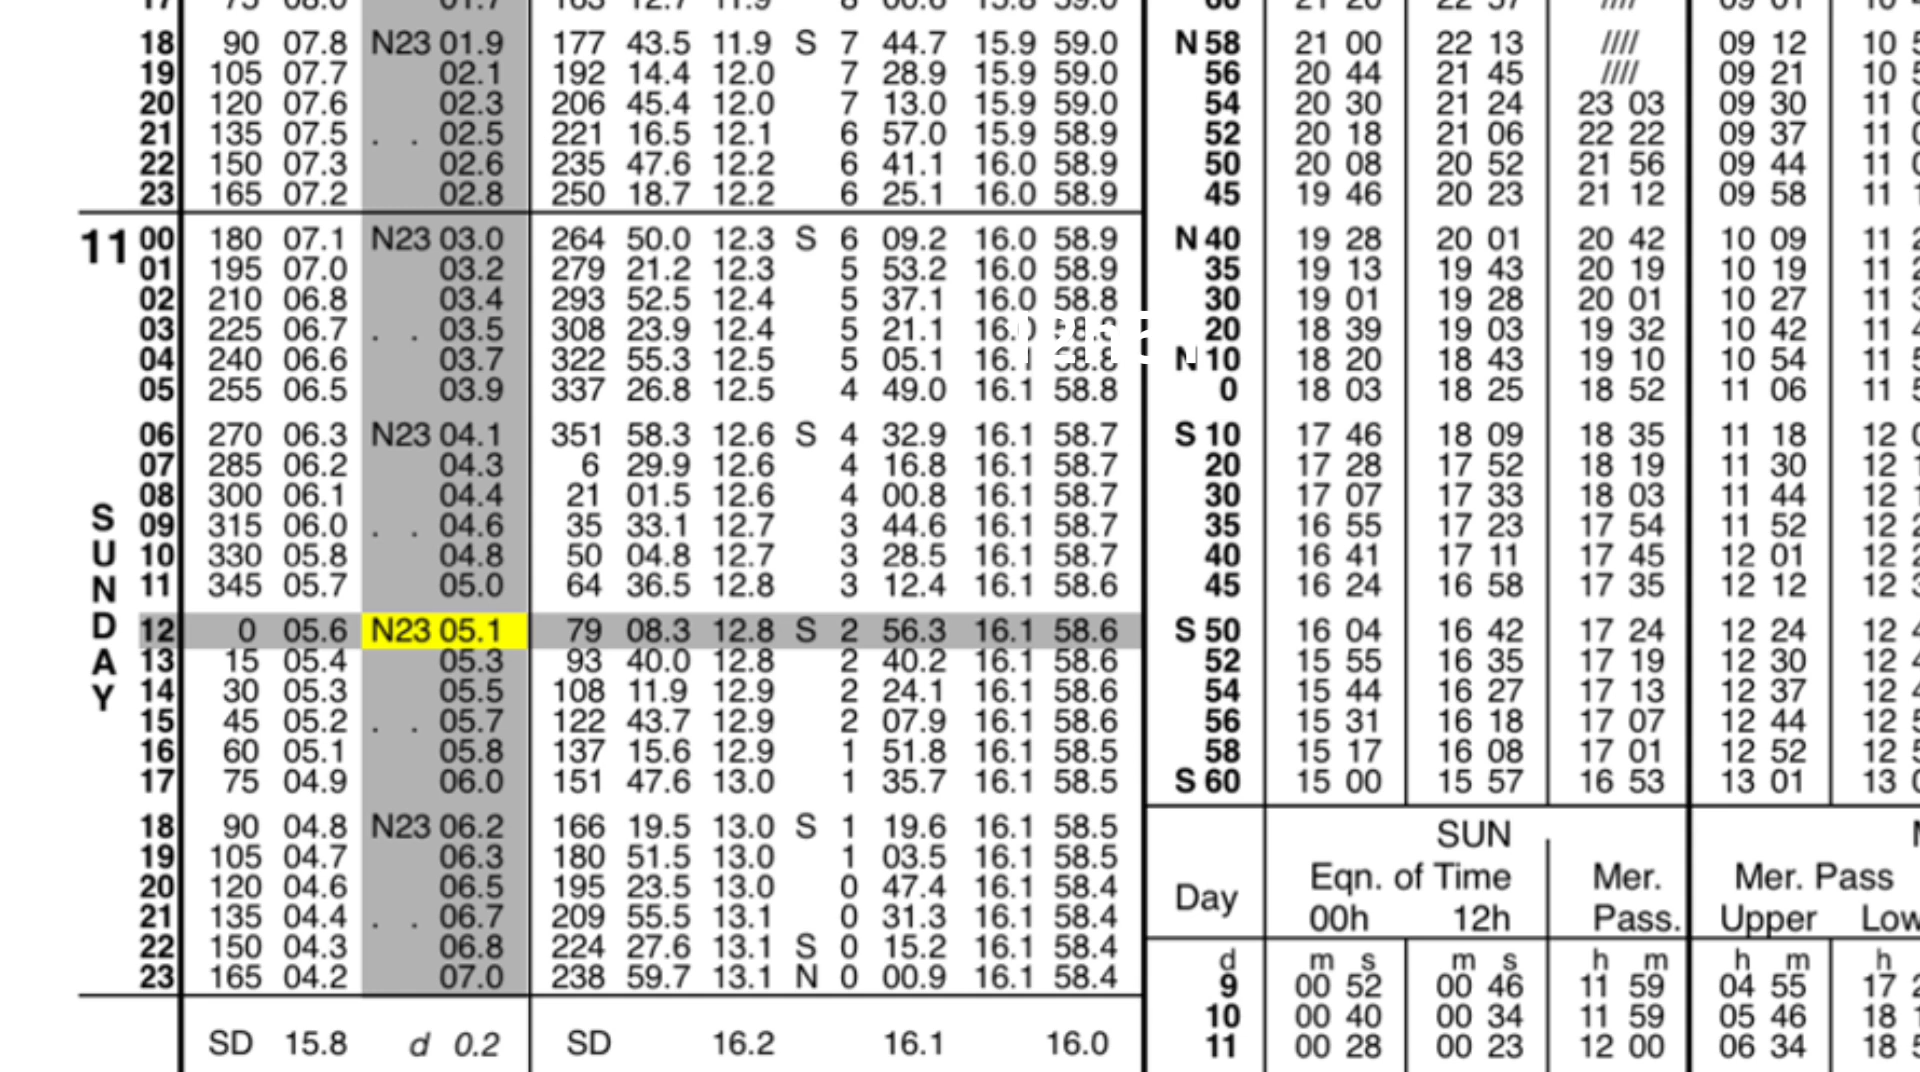 18 90 07.8 N23 01.9 177 43.5 11.9 S 7 44.7 15.9 59.0 N 58 21 00 22 13 //// 09 12 10
19 105 07.7 02.1 192 14.4 12.0 7 28.9 15.9 59.0 56 20 44 21 45 //// 09 21 10
20 120 07.6 02.3 206 45.4 12.0 7 13.0 15.9 59.0 54 20 30 21 24 23 03 09 30 11
21 135 07.5 . . 02.5 221 16.5 12.1 6 57.0 15.9 58.9 52 20 18 21 06 22 22 09 37 11
22 150 07.3 02.6 235 47.6 12.2 6 41.1 16.0 58.9 50 20 08 20 52 21 56 09 44 11
23 165 07.2 02.8 250 18.7 12.2 6 25.1 16.0 58.9 45 19 46 20 23 21 12 09 58 11
11 00 180 07.1 N23 03.0 264 50.0 12.3 S 6 09.2 16.0 58.9 N 40 19 28 20 01 20 42 10 09 11
01 195 07.0 03.2 279 21.2 12.3 5 53.2 16.0 58.9 35 19 13 19 43 20 19 10 19 11
02 210 06.8 03.4 293 52.5 12.4 5 37.1 16.0 58.8 30 19 01 19 28 20 01 10 27 11
03 225 06.7 . . 03.5 308 23.9 12.4 5 21.1 16.0 58.8 20 18 39 19 03 19 32 10 42 11
04 240 06.6 03.7 322 55.3 12.5 5 05.1 16.1 58.8 N 10 18 20 18 43 19 10 10 54 11
05 255 06.5 03.9 337 26.8 12.5 4 49.0 16.1 58.8 0 18 03 18 25 18 52 11 06 11
06 270 06.3 N23 04.1 351 58.3 12.6 S 4 32.9 16.1 58.7 S 10 17 46 18 09 18 35 11 18 12
07 285 06.2 04.3 6 29.9 12.6 4 16.8 16.1 58.7 20 17 28 17 52 18 19 11 30 12
08 300 06.1 04.4 21 01.5 12.6 4 00.8 16.1 58.7 30 17 07 17 33 18 03 11 44 12
09 315 06.0 . . 04.6 35 33.1 12.7 3 44.6 16.1 58.7 35 16 55 17 23 17 54 11 52 12
10 330 05.8 04.8 50 04.8 12.7 3 28.5 16.1 58.7 40 16 41 17 11 17 45 12 01 12
11 345 05.7 05.0 64 36.5 12.8 3 12.4 16.1 58.6 45 16 24 16 58 17 35 12 12 12
SUNDAY
12 0 05.6 N23 05.1 79 08.3 12.8 S 2 56.3 16.1 58.6 S 50 16 04 16 42 17 24 12 24 12
13 15 05.4 05.3 93 40.0 12.8 2 40.2 16.1 58.6 52 15 55 16 35 17 19 12 30 12
14 30 05.3 05.5 108 11.9 12.9 2 24.1 16.1 58.6 54 15 44 16 27 17 13 12 37 12
15 45 05.2 . . 05.7 122 43.7 12.9 2 07.9 16.1 58.6 56 15 31 16 18 17 07 12 44 12
16 60 05.1 05.8 137 15.6 12.9 1 51.8 16.1 58.5 58 15 17 16 08 17 01 12 52 12
17 75 04.9 06.0 151 47.6 13.0 1 35.7 16.1 58.5 S 60 15 00 15 57 16 53 13 01 13
18 90 04.8 N23 06.2 166 19.5 13.0 S 1 19.6 16.1 58.5
19 105 04.7 06.3 180 51.5 13.0 1 03.5 16.1 58.5
20 120 04.6 06.5 195 23.5 13.0 0 47.4 16.1 58.4
21 135 04.4 . . 06.7 209 55.5 13.1 0 31.3 16.1 58.4
22 150 04.3 06.8 224 27.6 13.1 S 0 15.2 16.1 58.4
23 165 04.2 07.0 238 59.7 13.1 N 0 00.9 16.1 58.4
SD 15.8 d 0.2 SD 16.2 16.1 16.0
SUN
Day Eqn. of Time Mer. Mer. Pass
00h 12h Pass. Upper Low
d m s m s h m h m h
9 00 52 00 46 11 59 04 55 17
10 00 40 00 34 11 59 05 46 18
11 00 28 00 23 12 00 06 34 18